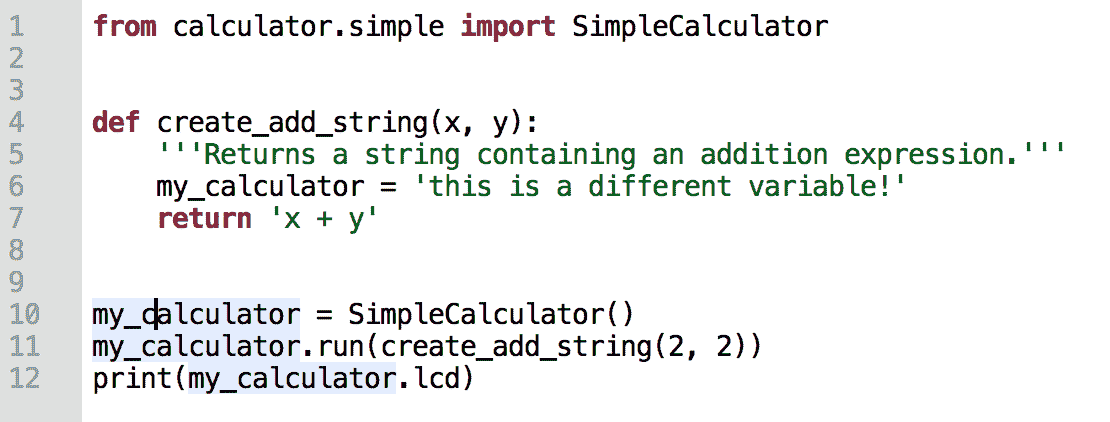 1 from calculator.simple import SimpleCalculator
2
3
4 def create_add_string(x, y):
5     '''Returns a string containing an addition expression.'''
6     my_calculator = 'this is a different variable!'
7     return 'x + y'
8
9
10 my_calculator = SimpleCalculator()
11 my_calculator.run(create_add_string(2, 2))
12 print(my_calculator.lcd)